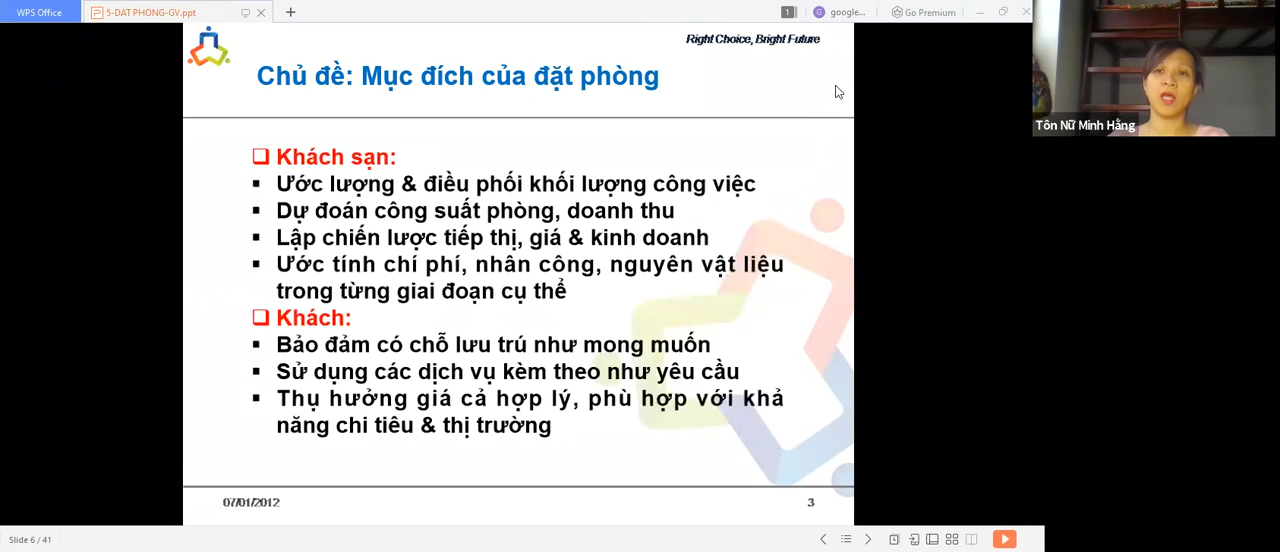 WPS Office
5-DAT PHONG-GV.ppt
1
G
google...
Go Premium
Right Choice, Bright Future
Chủ đề: Mục đích của đặt phòng
Tôn Nữ Minh Hằng
Khách sạn:
Ước lượng & điều phối khối lượng công việc
Dự đoán công suất phòng, doanh thu
Lập chiến lược tiếp thị, giá & kinh doanh
Ước tính chí phí, nhân công, nguyên vật liệu
trong từng giai đoạn cụ thể
Khách:
Bảo đảm có chỗ lưu trú như mong muốn
Sử dụng các dịch vụ kèm theo như yêu cầu
Thụ hưởng giá cả hợp lý, phù hợp với khả
năng chi tiêu & thị trường
07/01/2012
3
Slide 6 / 41